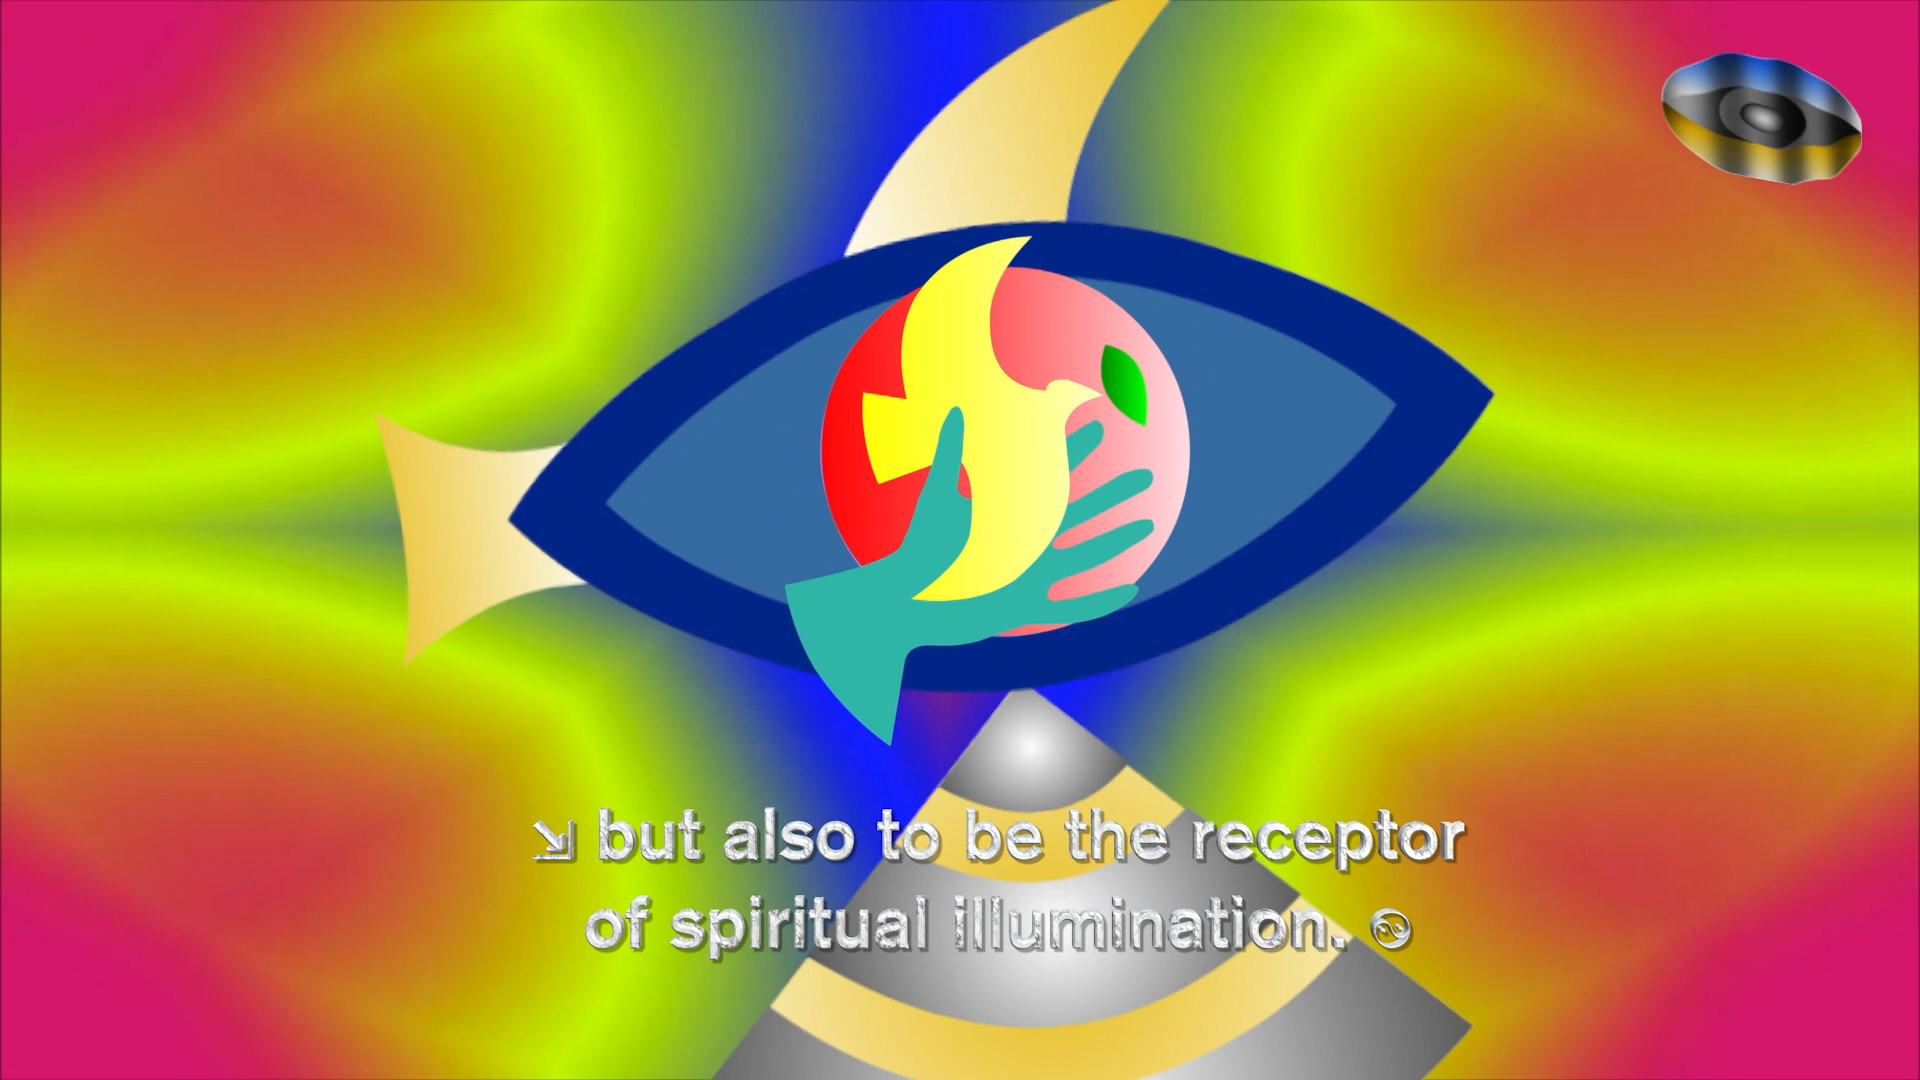 ↘ but also to be the receptor
of spiritual illumination.